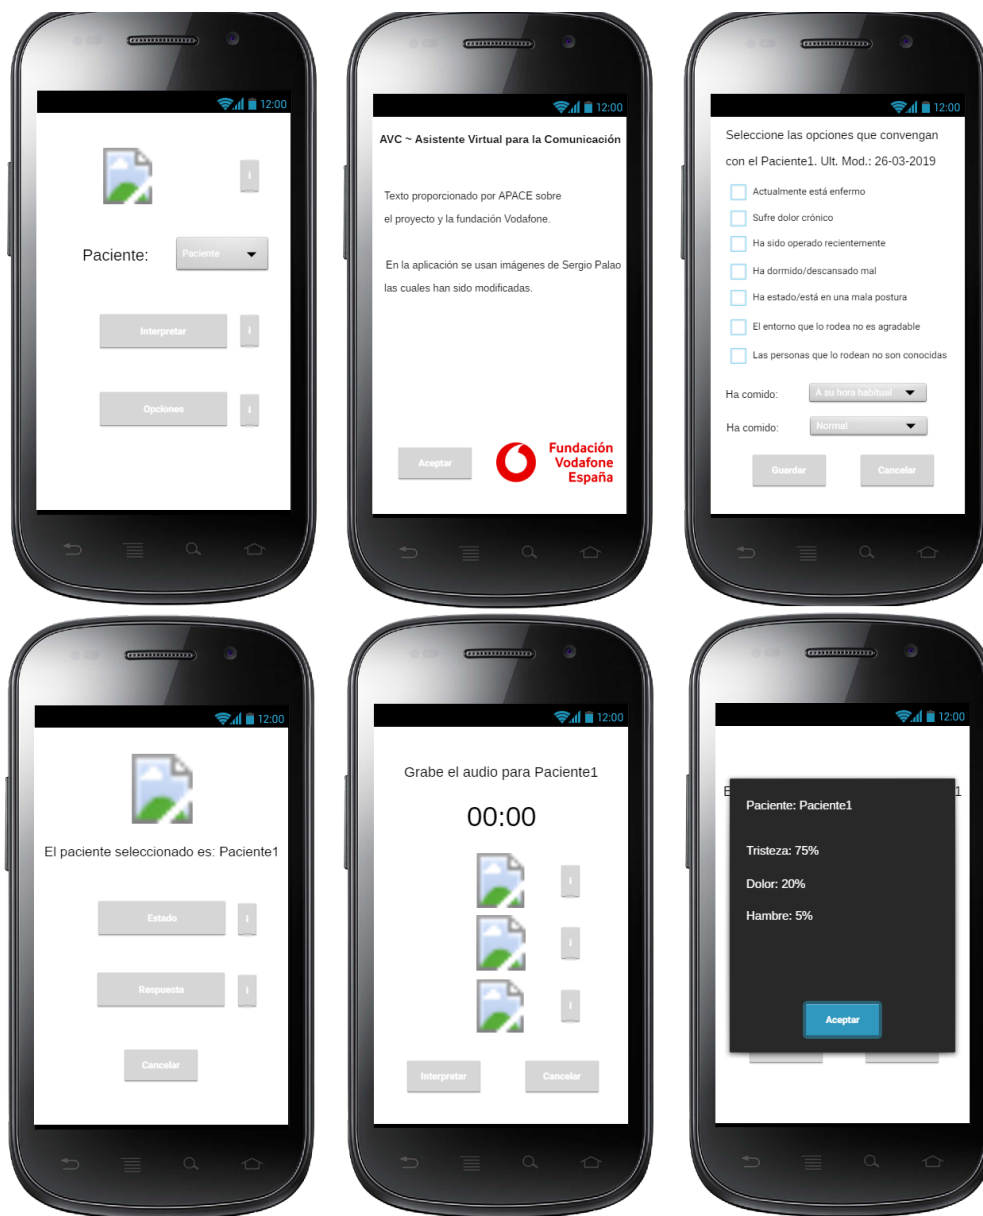 12:00
i
Paciente:
Paciente
Interpretar
i
Opciones
i
12:00
AVC ~ Asistente Virtual para la Comunicación
Texto proporcionado por APACE sobre
el proyecto y la fundación Vodafone.
En la aplicación se usan imágenes de Sergio Palao
las cuales han sido modificadas.
Aceptar
Fundación
Vodafone
España
12:00
Seleccione las opciones que convengan
con el Paciente1. Ult. Mod.: 26-03-2019
Actualmente está enfermo
Sufre dolor crónico
Ha sido operado recientemente
Ha dormido/descansado mal
Ha estado/está en una mala postura
El entorno que lo rodea no es agradable
Las personas que lo rodean no son conocidas
Ha comido:
A su hora habitual
Ha comido:
Normal
Guardar
Cancelar
12:00
El paciente seleccionado es: Paciente1
Estado
i
Respuesta
i
Cancelar
12:00
Grabe el audio para Paciente1
00:00
i
i
i
Interpretar
Cancelar
12:00
Paciente: Paciente1
Tristeza: 75%
Dolor: 20%
Hambre: 5%
Aceptar